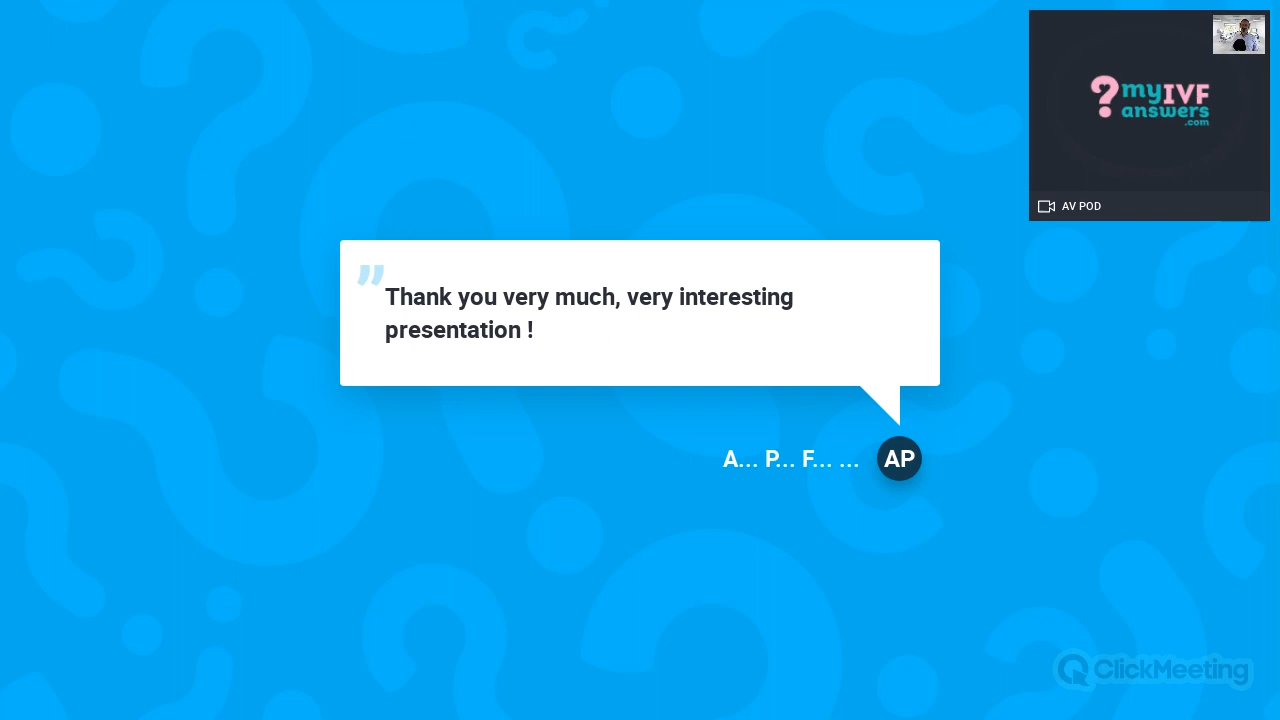 ?myIVF
answers
.com
AV POD
” Thank you very much, very interesting
presentation !
A... P... F... ...
AP
ClickMeeting